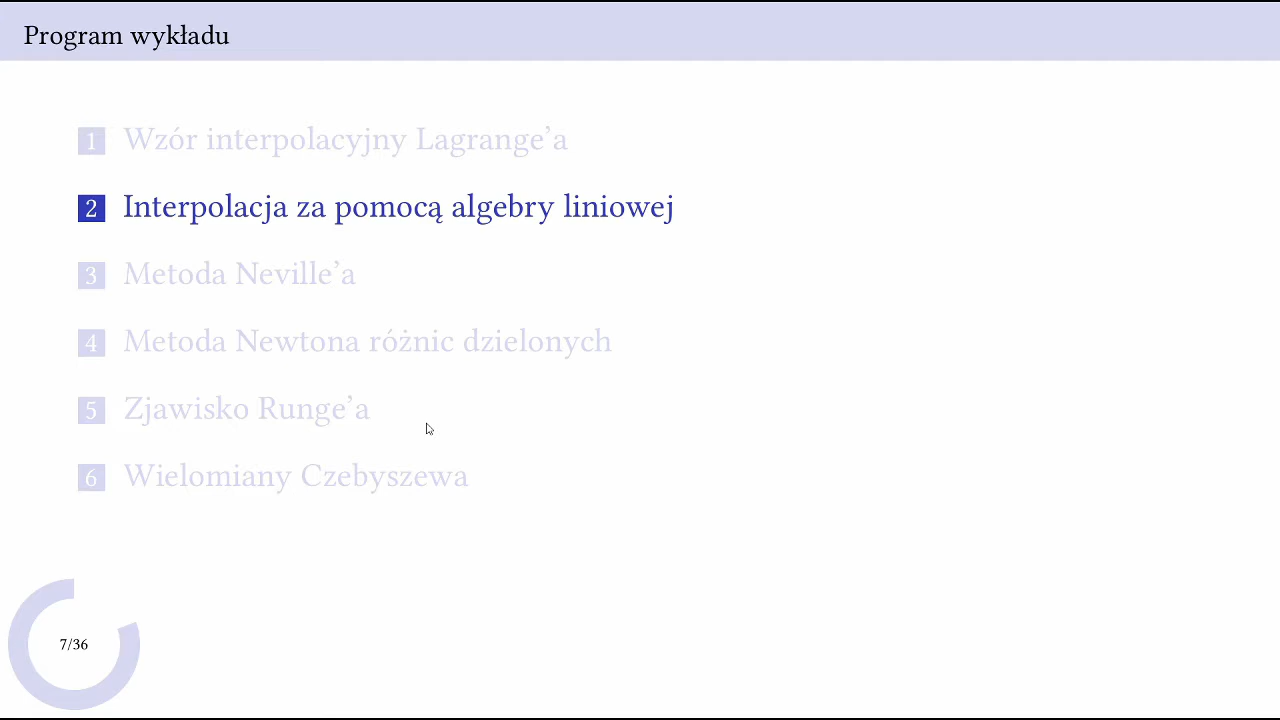 Program wykładu
1 Wzór interpolacyjny Lagrange’a
2 Interpolacja za pomocą algebry liniowej
3 Metoda Neville’a
4 Metoda Newtona różnic dzielonych
5 Zjawisko Runge’a
6 Wielomiany Czebyszewa
7/36